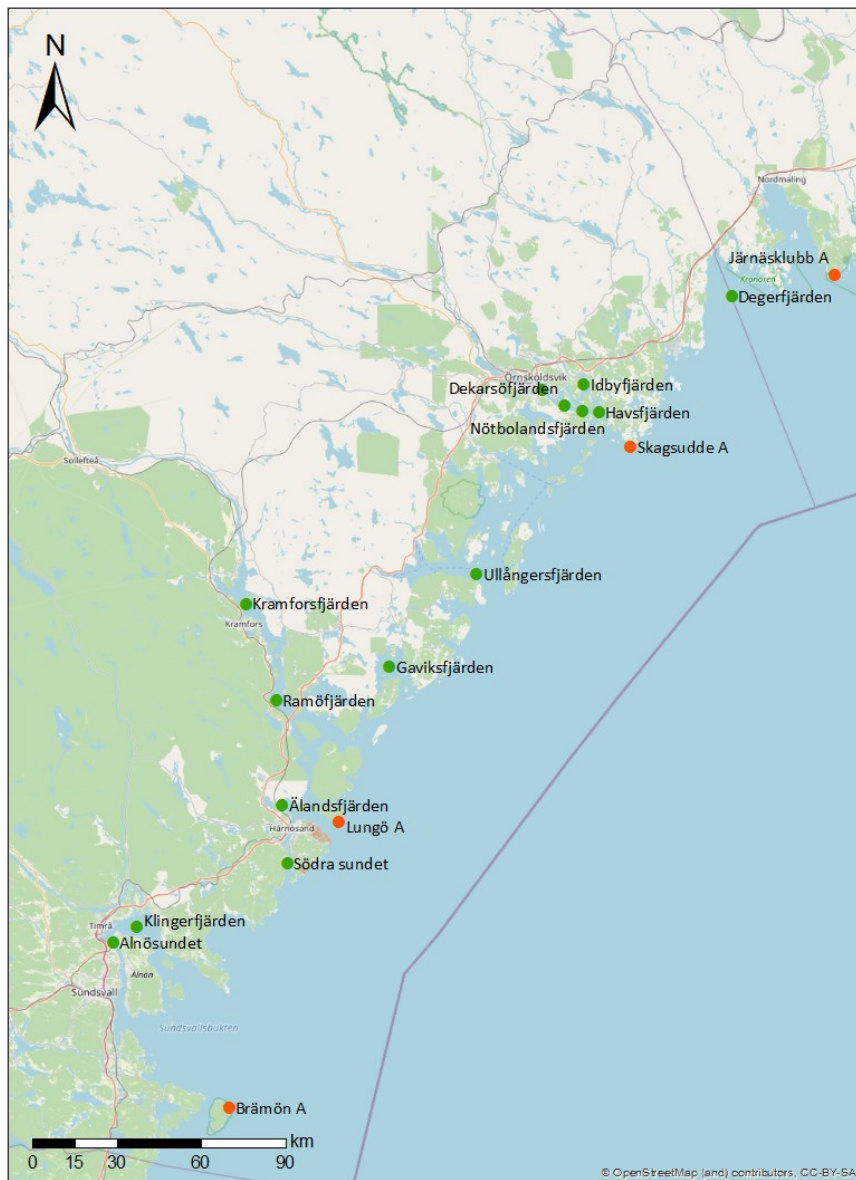 N
Nordmaling
Järnäsklubb A
Kronören
Degerfjärden
Örnsköldsvik
Idbyfjärden
Dekarsöfjärden
Havsfjärden
Nötbolandsfjärden
Skagsudde A
Sollefteå
Ullångersfjärden
Kramforsfjärden
Kramfors
Gaviksfjärden
Ramöfjärden
Älandsfjärden
Lungö A
Härnösand
Södra sundet
Klingerfjärden
Timrå
Alnösundet
Alnön
Sundsvall
Sundsvallsbukten
Brämön A
km
0 15 30 60 90
© OpenStreetMap (and) contributors, CC-BY-SA